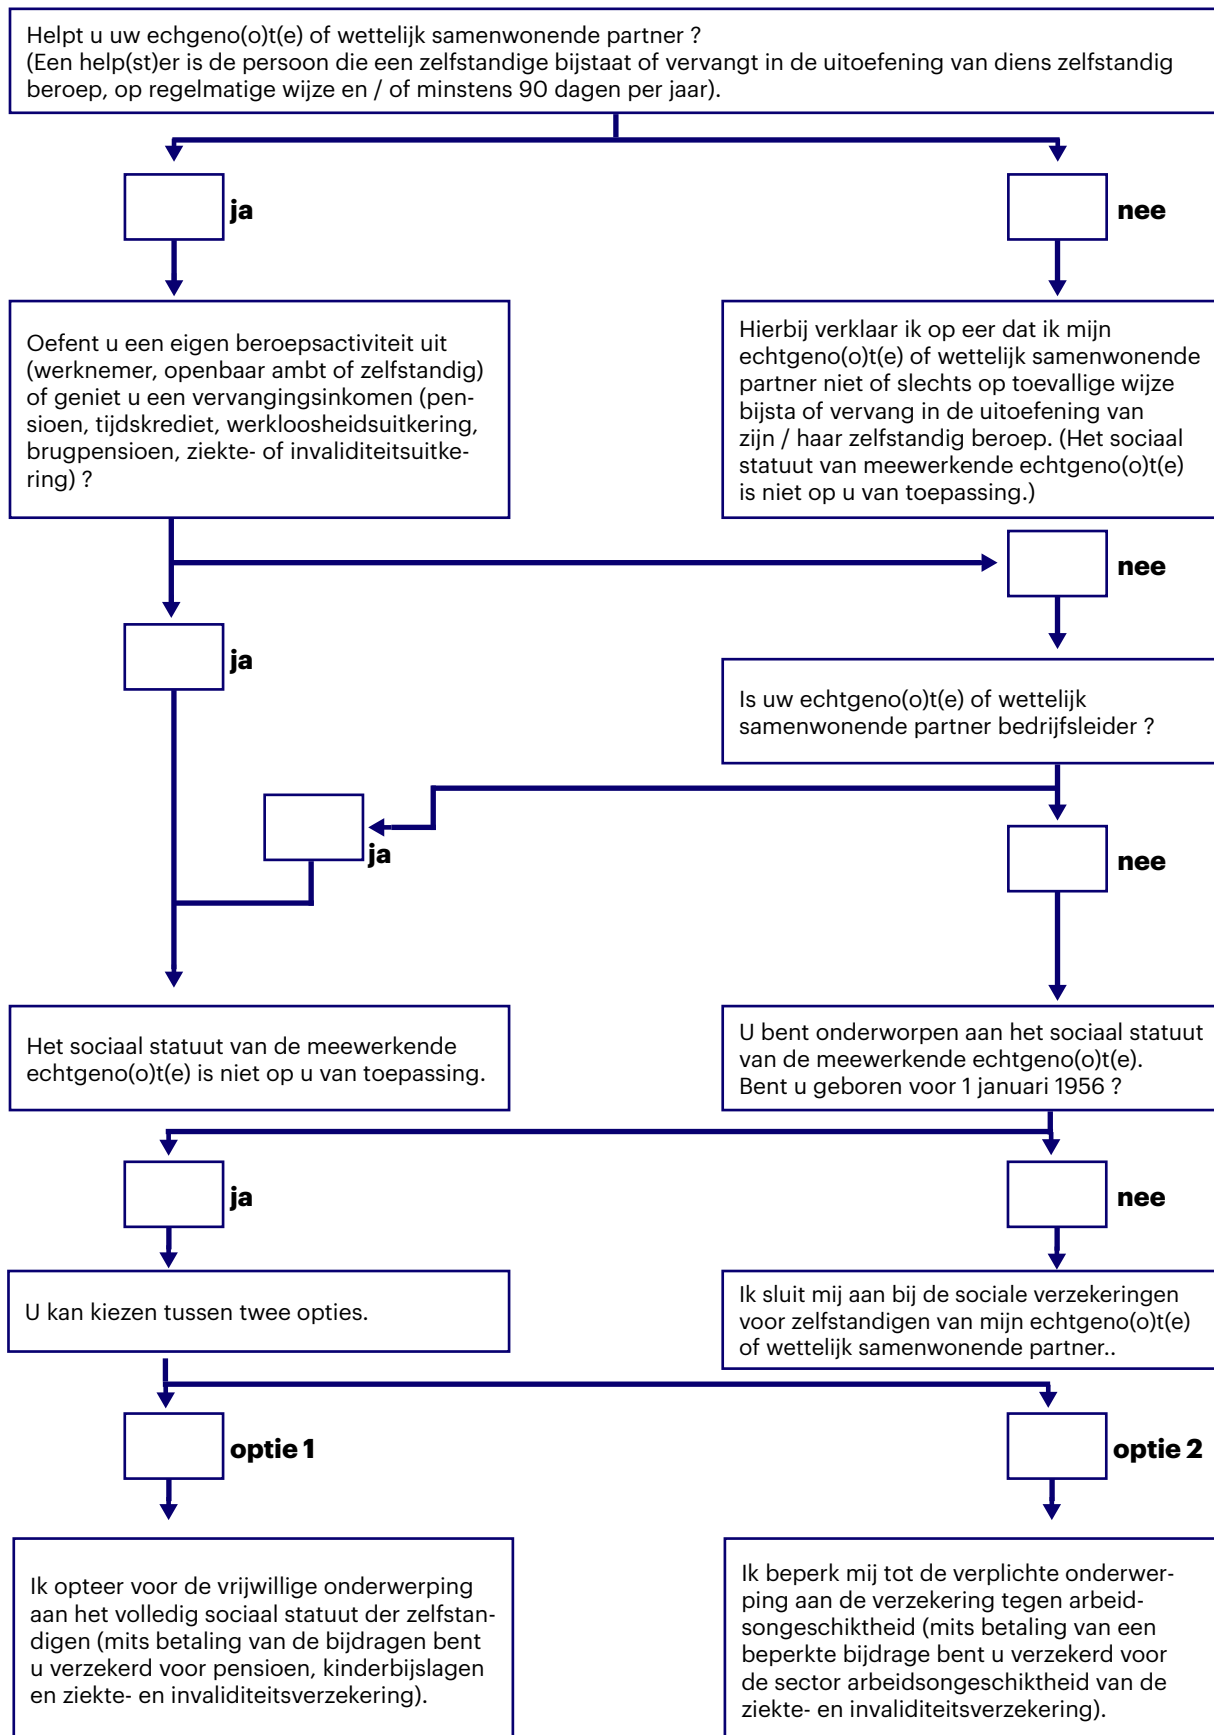 Helpt u uw echgeno(o)t(e) of wettelijk samenwonende partner ?
(Een help(st)er is de persoon die een zelfstandige bijstaat of vervangt in de uitoefening van diens zelfstandig
beroep, op regelmatige wijze en / of minstens 90 dagen per jaar).
ja
nee
Oefent u een eigen beroepsactiviteit uit
(werknemer, openbaar ambt of zelfstandig)
of geniet u een vervangingsinkomen (pen-
sioen, tijdskrediet, werkloosheidsuitkering,
brugpensioen, ziekte- of invaliditeitsuitke-
ring) ?
Hierbij verklaar ik op eer dat ik mijn
echtgeno(o)t(e) of wettelijk samenwonende
partner niet of slechts op toevallige wijze
bijsta of vervang in de uitoefening van
zijn / haar zelfstandig beroep. (Het sociaal
statuut van meewerkende echtgeno(o)t(e)
is niet op u van toepassing.)
nee
ja
Is uw echtgeno(o)t(e) of wettelijk
samenwonende partner bedrijfsleider ?
ja
nee
Het sociaal statuut van de meewerkende
echtgeno(o)t(e) is niet op u van toepassing.
U bent onderworpen aan het sociaal statuut
van de meewerkende echtgeno(o)t(e).
Bent u geboren voor 1 januari 1956 ?
ja
nee
U kan kiezen tussen twee opties.
Ik sluit mij aan bij de sociale verzekeringen
voor zelfstandigen van mijn echtgeno(o)t(e)
of wettelijk samenwonende partner..
optie 1
optie 2
Ik opteer voor de vrijwillige onderwerping
aan het volledig sociaal statuut der zelfstan-
digen (mits betaling van de bijdragen bent
u verzekerd voor pensioen, kinderbijslagen
en ziekte- en invaliditeitsverzekering).
Ik beperk mij tot de verplichte onderwer-
ping aan de verzekering tegen arbeid-
songeschiktheid (mits betaling van een
beperkte bijdrage bent u verzekerd voor
de sector arbeidsongeschiktheid van de
ziekte- en invaliditeitsverzekering).